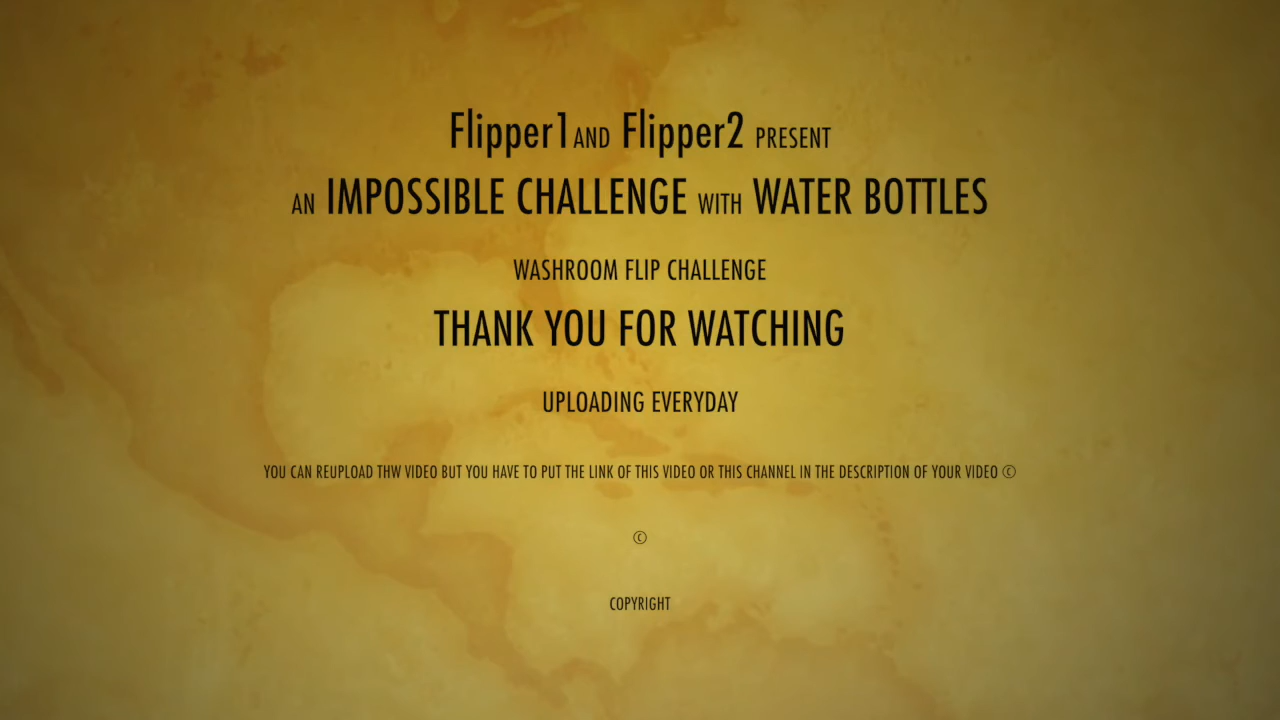 Flipper1 AND Flipper2 PRESENT
AN IMPOSSIBLE CHALLENGE WITH WATER BOTTLES
WASHROOM FLIP CHALLENGE
THANK YOU FOR WATCHING
UPLOADING EVERYDAY
YOU CAN REUPLOAD THW VIDEO BUT YOU HAVE TO PUT THE LINK OF THIS VIDEO OR THIS CHANNEL IN THE DESCRIPTION OF YOUR VIDEO ©
©
COPYRIGHT